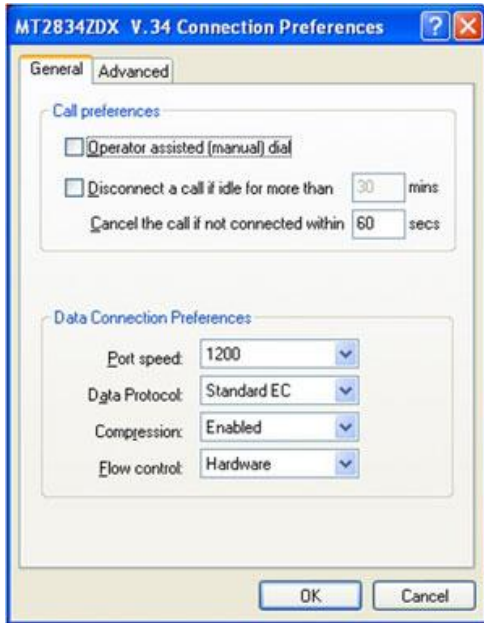 MT2834ZDX V.34 Connection Preferences
General Advanced
Call preferences
Operator assisted (manual) dial
Disconnect a call if idle for more than 30 mins
Cancel the call if not connected within 60 secs
Data Connection Preferences
Port speed: 1200
Data Protocol: Standard EC
Compression: Enabled
Flow control: Hardware
OK Cancel